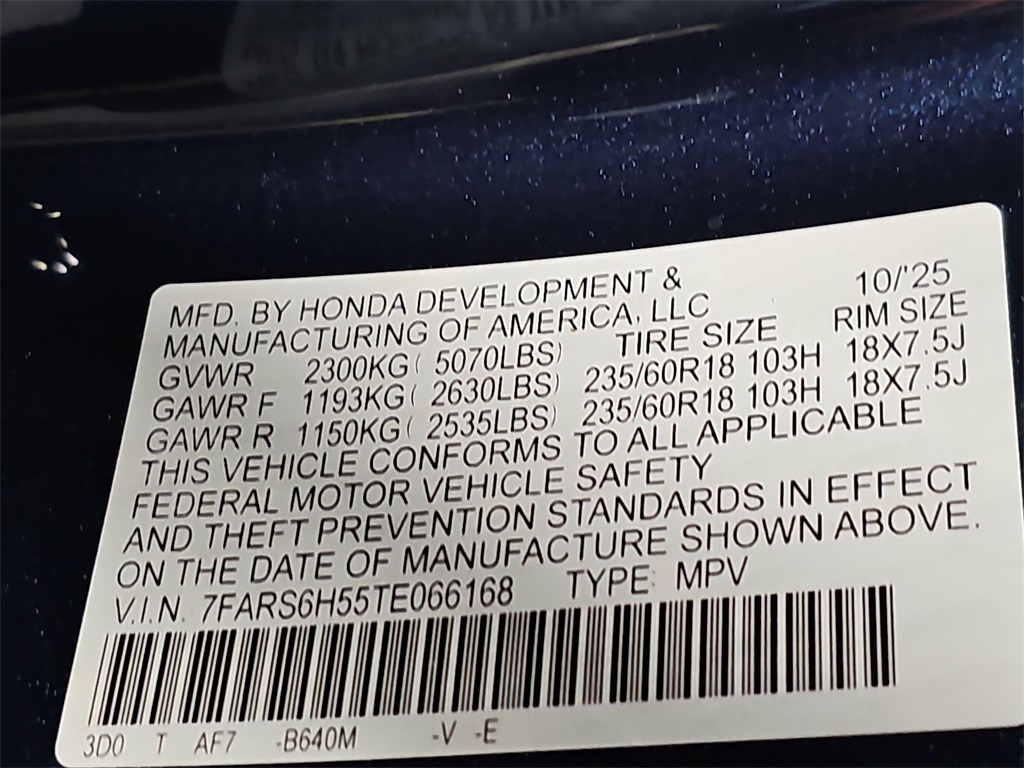 MFD. BY HONDA DEVELOPMENT & 10/'25
MANUFACTURING OF AMERICA, LLC
TIRE SIZE RIM SIZE
GVWR 2300KG( 5070LBS)
GAWR F 1193KG( 2630LBS) 235/60R18 103H 18X7.5J
GAWR R 1150KG( 2535LBS) 235/60R18 103H 18X7.5J
THIS VEHICLE CONFORMS TO ALL APPLICABLE
FEDERAL MOTOR VEHICLE SAFETY
AND THEFT PREVENTION STANDARDS IN EFFECT
ON THE DATE OF MANUFACTURE SHOWN ABOVE.
V.I.N. 7FARS6H55TE066168 TYPE: MPV
3D0 T AF7 -B640M -V -E